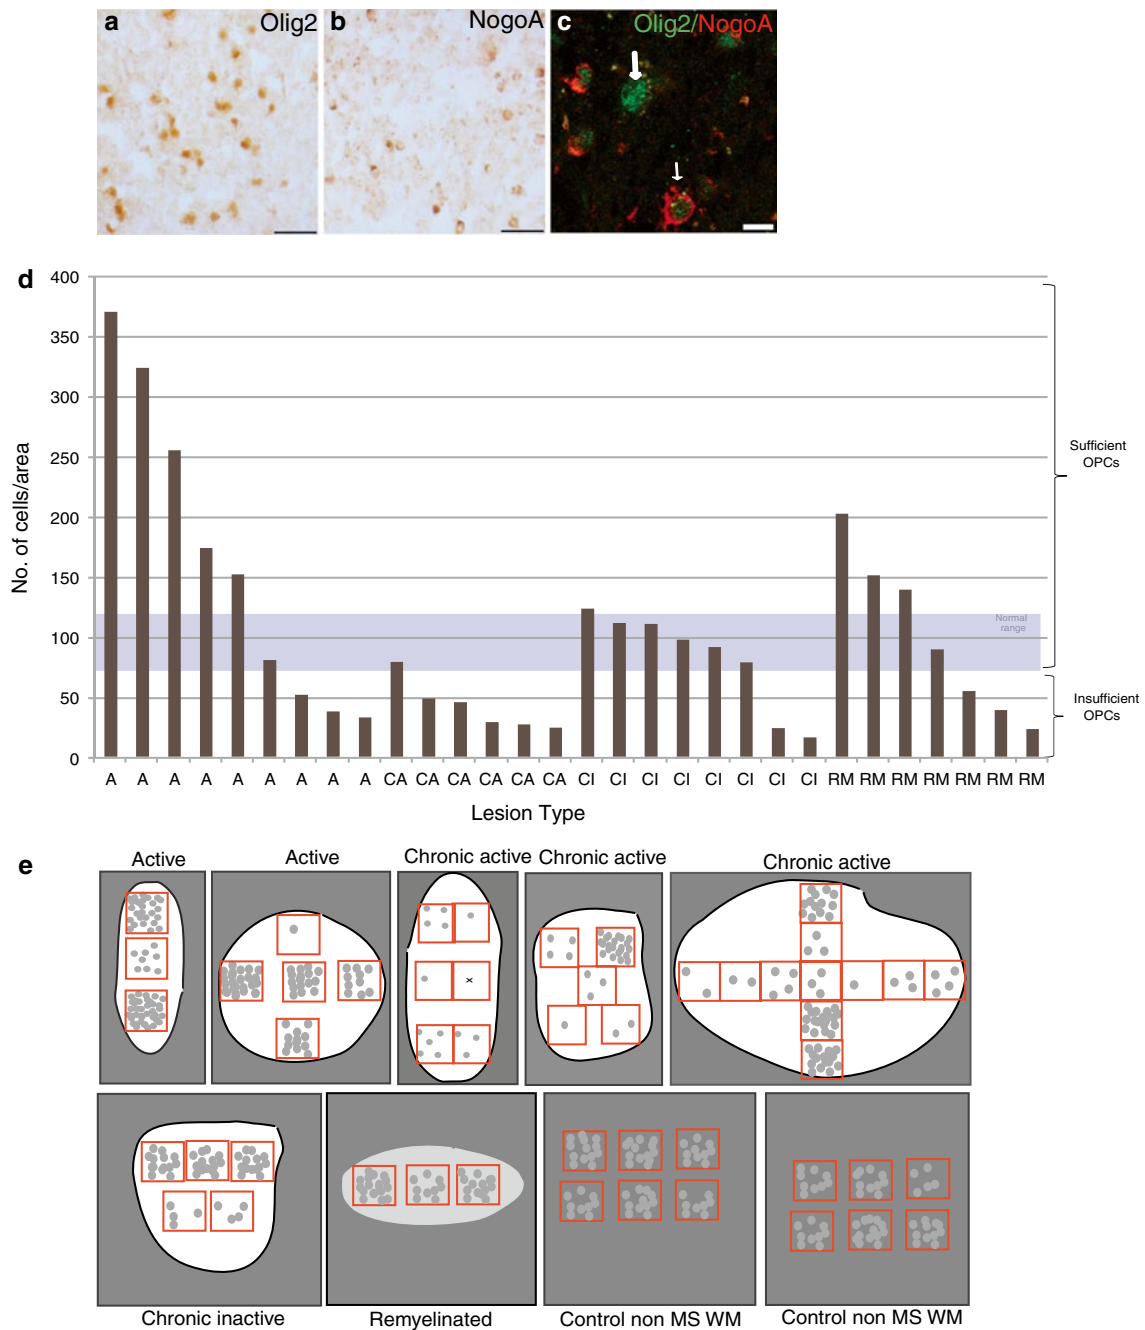 a Olig2
b NogoA
c Olig2/NogoA
d
400
350
300
250
200
150
100
50
0
No. of cells/area
Normal
range
Sufficient
OPCs
Insufficient
OPCs
A A A A A A A A A CA CA CA CA CA CA CI CI CI CI CI CI CI CI RM RM RM RM RM RM RM
Lesion Type
e
Active Active Chronic active Chronic active Chronic active
x
Chronic inactive Remyelinated Control non MS WM Control non MS WM